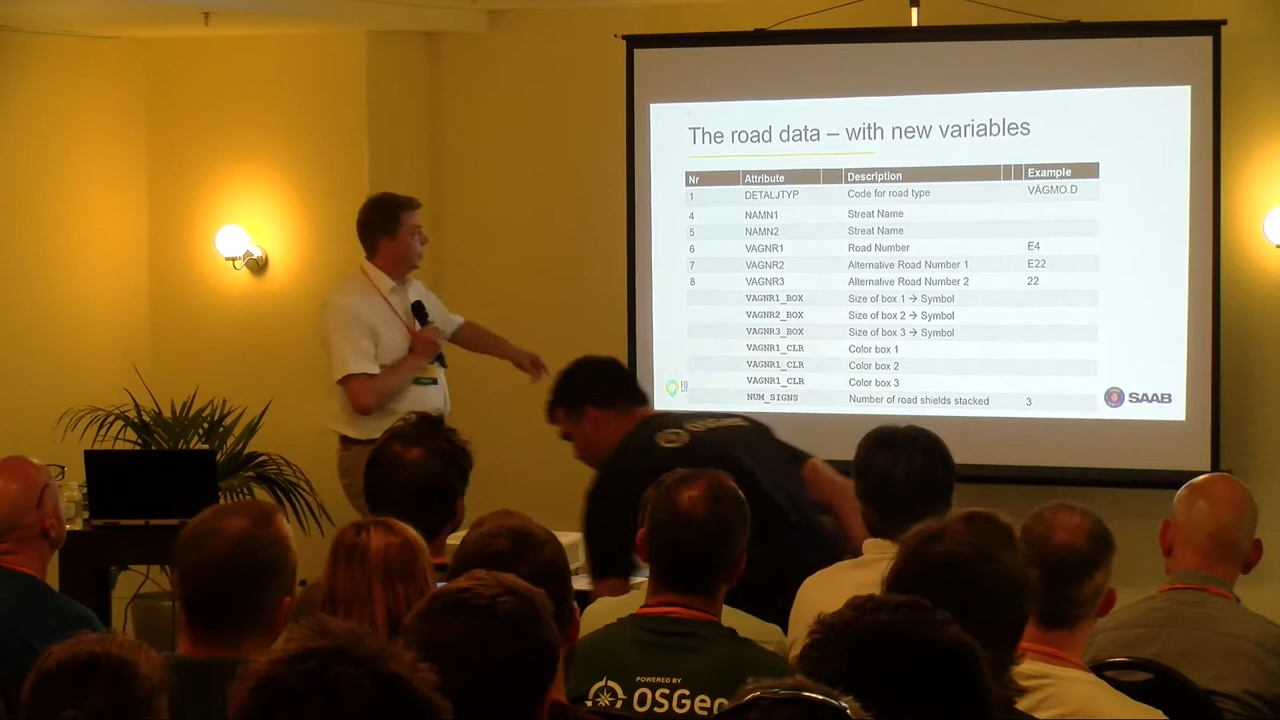 The road data – with new variables
Nr Attribute Description Example
1 DETALJTYP Code for road type VÄGMO.D
4 NAMN1 Streat Name
5 NAMN2 Streat Name
6 VAGNR1 Road Number E4
7 VAGNR2 Alternative Road Number 1 E22
8 VAGNR3 Alternative Road Number 2 22
VAGNR1_BOX Size of box 1 → Symbol
VAGNR2_BOX Size of box 2 → Symbol
VAGNR3_BOX Size of box 3 → Symbol
VAGNR1_CLR Color box 1
VAGNR1_CLR Color box 2
VAGNR1_CLR Color box 3
NUM_SIGNS Number of road shields stacked 3
SAAB
POWERED BY
OSGeo